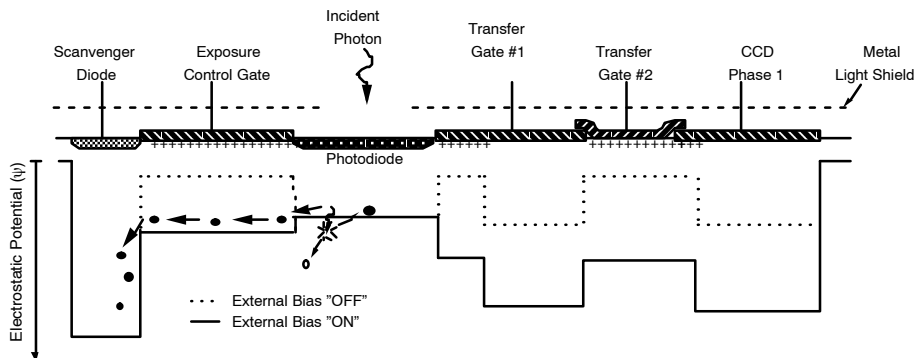 Incident
Photon
Scanvenger
Diode
Exposure
Control Gate
Transfer
Gate #1
Transfer
Gate #2
CCD
Phase 1
Metal
Light Shield
Photodiode
Electrostatic Potential (ψ)
External Bias "OFF"
External Bias "ON"